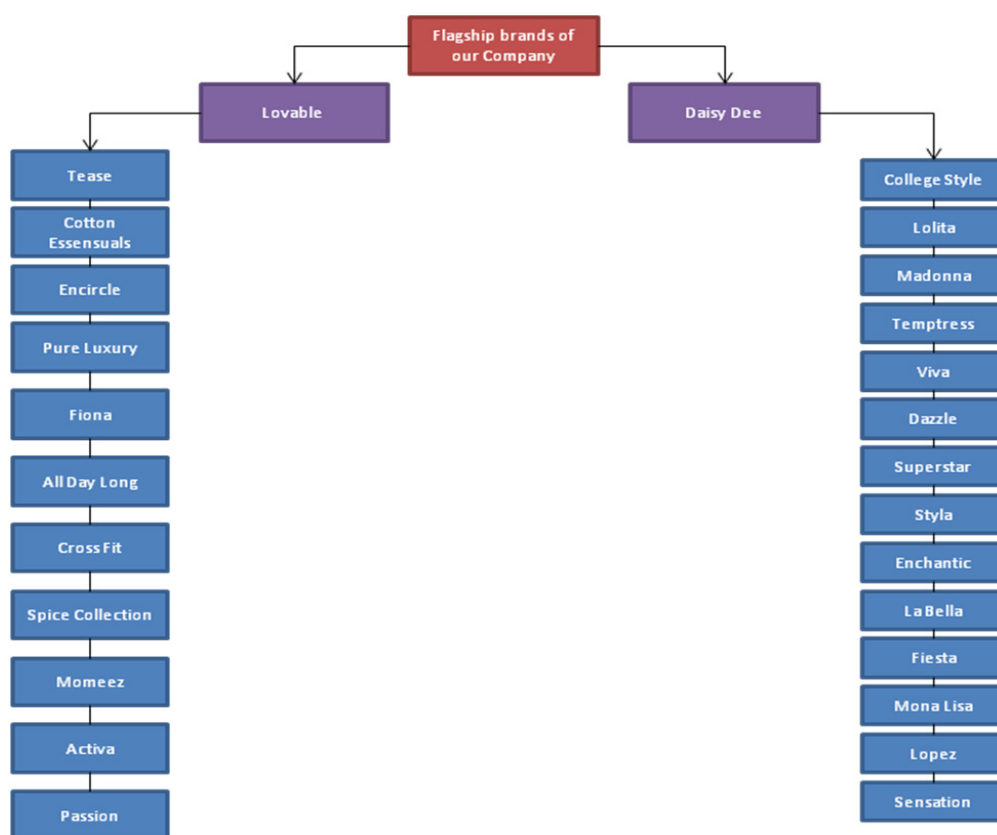 Flagship brands of
our Company
Lovable
Daisy Dee
Tease
Cotton
Essensuals
Encircle
Pure Luxury
Fiona
All Day Long
Cross Fit
Spice Collection
Momeez
Activa
Passion
College Style
Lolita
Madonna
Temptress
Viva
Dazzle
Superstar
Styla
Enchantic
La Bella
Fiesta
Mona Lisa
Lopez
Sensation